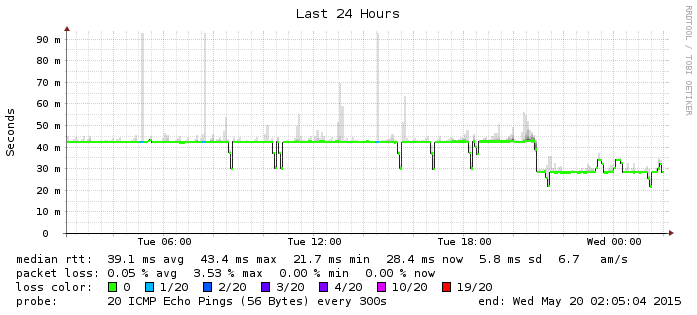 Last 24 Hours
RRDTOOL / TOBI OETIKER
Seconds
90 m
80 m
70 m
60 m
50 m
40 m
30 m
20 m
10 m
0
Tue 06:00 Tue 12:00 Tue 18:00 Wed 00:00
median rtt: 39.1 ms avg 43.4 ms max 21.7 ms min 28.4 ms now 5.8 ms sd 6.7 am/s
packet loss: 0.05 % avg 3.53 % max 0.00 % min 0.00 % now
loss color: 0 1/20 2/20 3/20 4/20 10/20 19/20
probe: 20 ICMP Echo Pings (56 Bytes) every 300s end: Wed May 20 02:05:04 2015